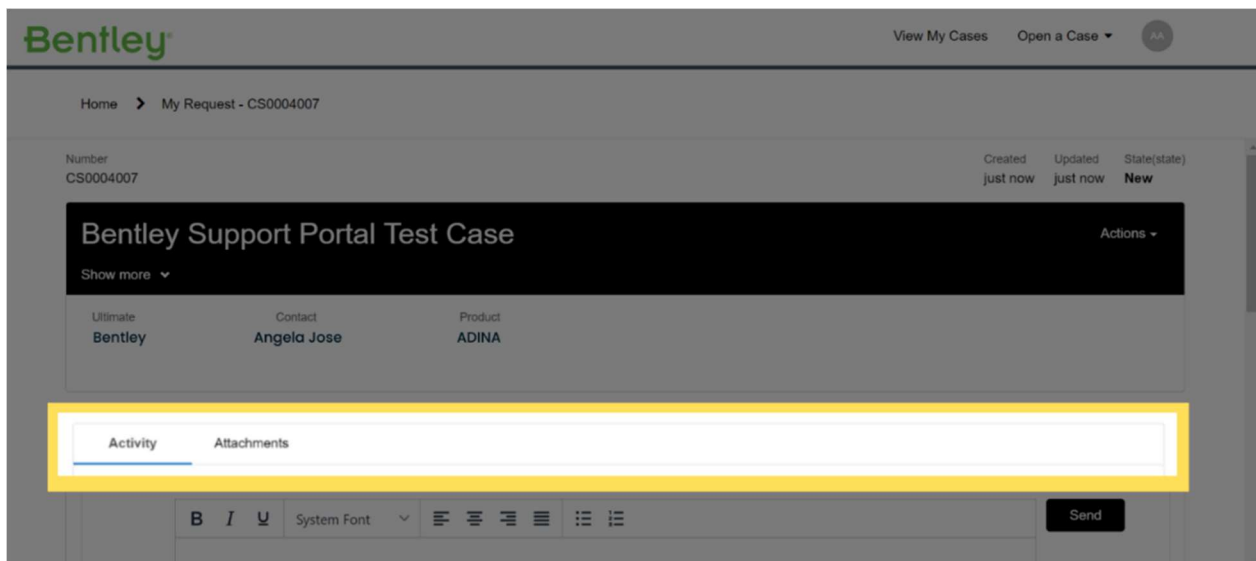 Bentley
View My Cases Open a Case AA
Home My Request - CS0004007
Number Created Updated State(state)
CS0004007 just now just now New
Bentley Support Portal Test Case Actions
Show more
Ultimate Contact Product
Bentley Angela Jose ADINA
Activity Attachments
B I U System Font Send